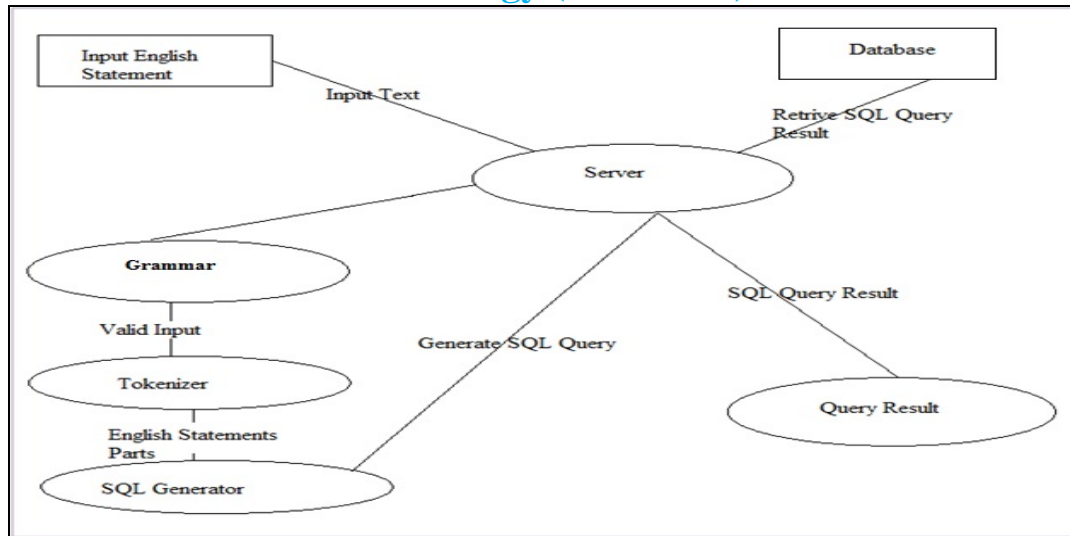 Input English
Statement
Database
Input Text
Retrive SQL Query
Result
Server
Grammar
SQL Query Result
Valid Input
Generate SQL Query
Tokenizer
Query Result
English Statements
Parts
SQL Generator